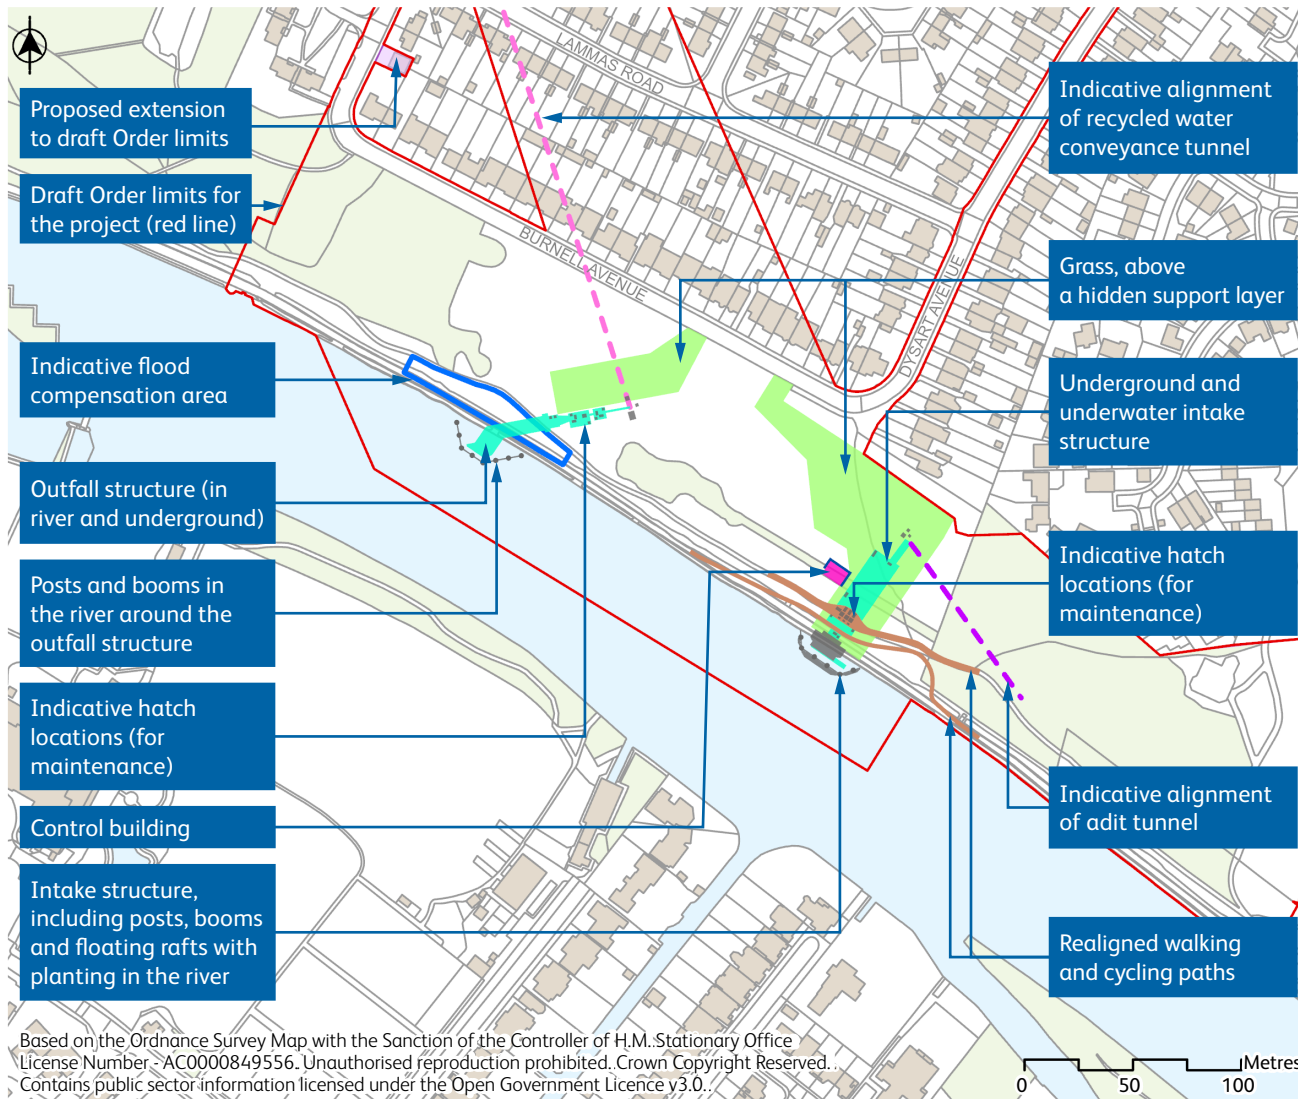 Proposed extension
to draft Order limits
Draft Order limits for
the project (red line)
Indicative flood
compensation area
Outfall structure (in
river and underground)
Posts and booms in
the river around the
outfall structure
Indicative hatch
locations (for
maintenance)
Control building
Intake structure,
including posts, booms
and floating rafts with
planting in the river
LAMMAS ROAD
BURNELL AVENUE
DYSART AVENUE
Indicative alignment
of recycled water
conveyance tunnel
Grass, above
a hidden support layer
Underground and
underwater intake
structure
Indicative hatch
locations (for
maintenance)
Indicative alignment
of adit tunnel
Realigned walking
and cycling paths
Based on the Ordnance Survey Map with the Sanction of the Controller of H.M. Stationary Office
License Number - AC0000849556. Unauthorised reproduction prohibited. Crown Copyright Reserved.
Contains public sector information licensed under the Open Government Licence v3.0.
Metres
0 50 100